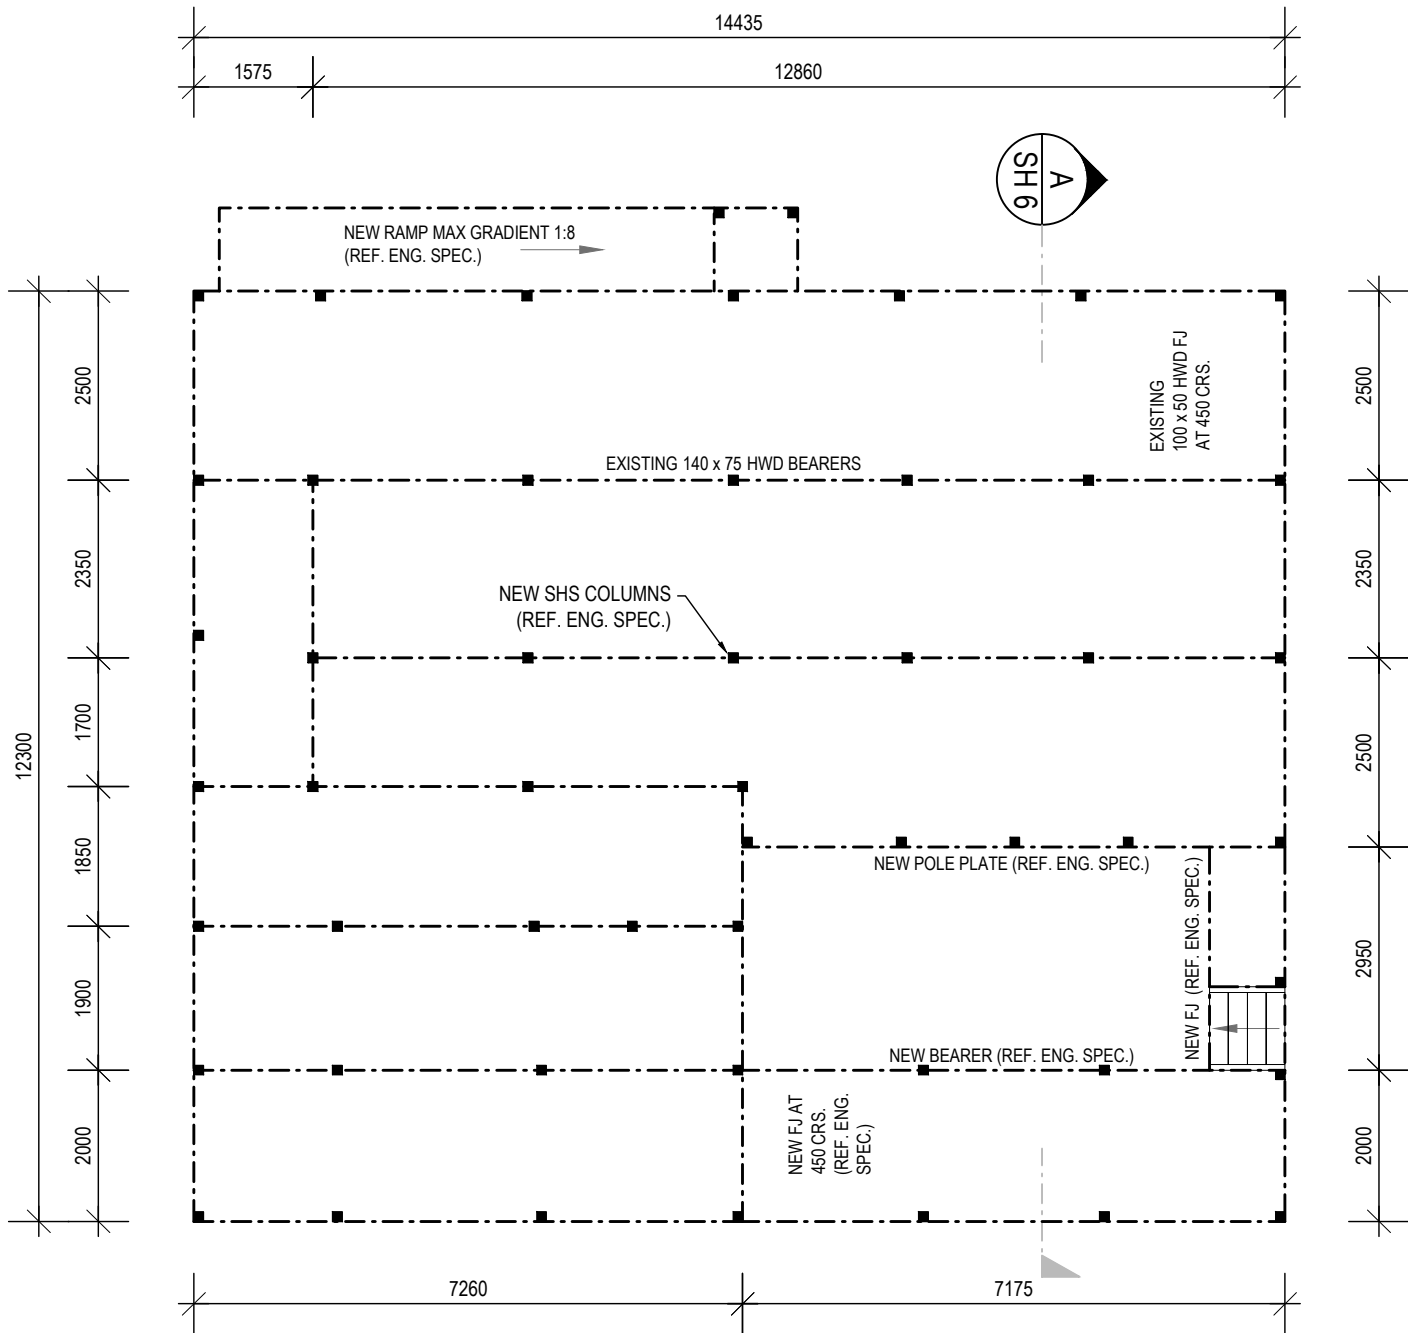 14435
1575
12860
A
SH 6
NEW RAMP MAX GRADIENT 1:8
(REF. ENG. SPEC.)
2500
2350
1700
1850
1900
2000
12300
EXISTING
100 x 50 HWD FJ
AT 450 CRS.
EXISTING 140 x 75 HWD BEARERS
NEW SHS COLUMNS
(REF. ENG. SPEC.)
NEW POLE PLATE (REF. ENG. SPEC.)
NEW FJ (REF. ENG. SPEC.)
NEW BEARER (REF. ENG. SPEC.)
NEW FJ AT
450 CRS.
(REF. ENG.
SPEC.)
2500
2350
2500
2950
2000
7260
7175